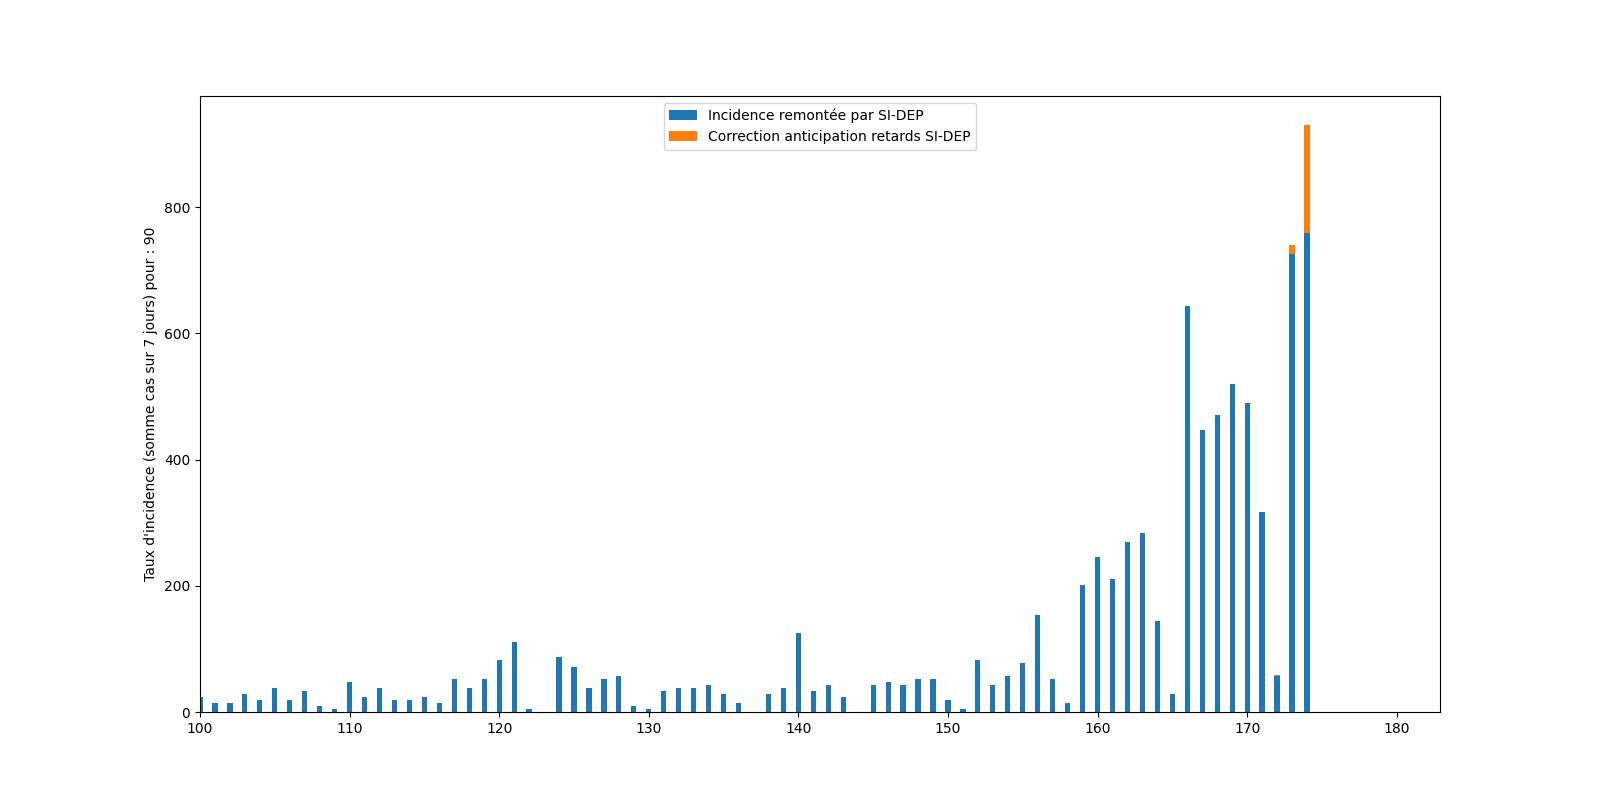 Incidence remontée par SI-DEP
Correction anticipation retards SI-DEP
Taux d'incidence (somme cas sur 7 jours) pour : 90
800
600
400
200
0
100 110 120 130 140 150 160 170 180